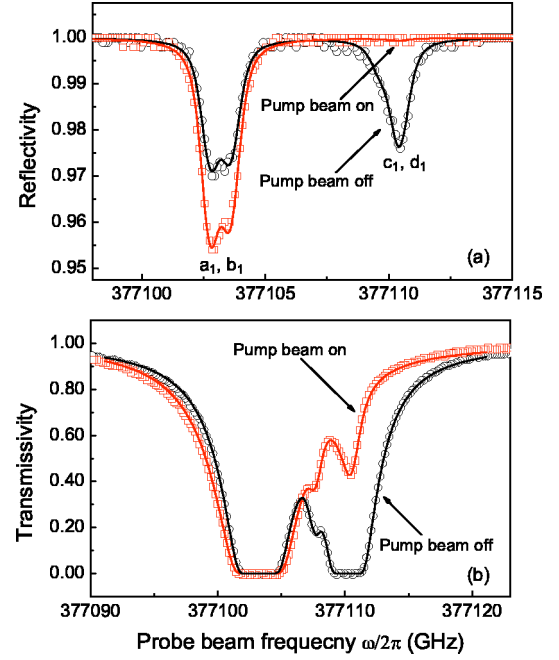 1.00
0.99
0.98
0.97
0.96
0.95
Reflectivity
Pump beam on
Pump beam off
c1, d1
a1, b1
(a)
377100 377105 377110 377115
1.00
0.80
0.60
0.40
0.20
0.00
Transmissivity
Pump beam on
Pump beam off
(b)
377090 377100 377110 377120
Probe beam frequecny ω/2π (GHz)